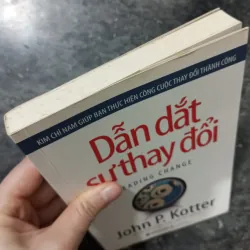 KIM CHỈ NAM GIÚP BẠN THỰC HIỆN CÔNG CUỘC THAY ĐỔI THÀNH CÔNG
Dẫn dắt
sự thay đổi
LEADING CHANGE
John P. Kotter